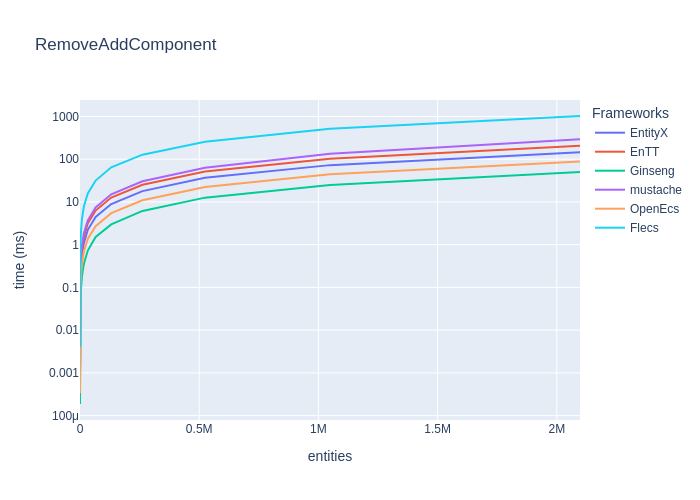 RemoveAddComponent
Frameworks
EntityX
EnTT
Ginseng
mustache
OpenEcs
Flecs
time (ms)
1000
100
10
1
0.1
0.01
0.001
100μ
0 0.5M 1M 1.5M 2M
entities